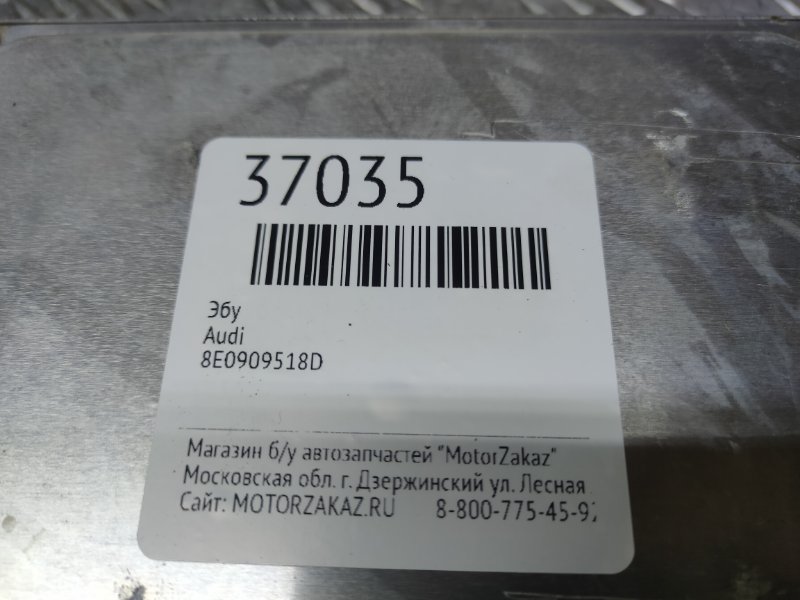 37035
Эбу
Audi
8E0909518D
Магазин б/у автозапчастей "MotorZakaz"
Московская обл. г. Дзержинский ул. Лесная
Сайт: MOTORZAKAZ.RU 8-800-775-45-9